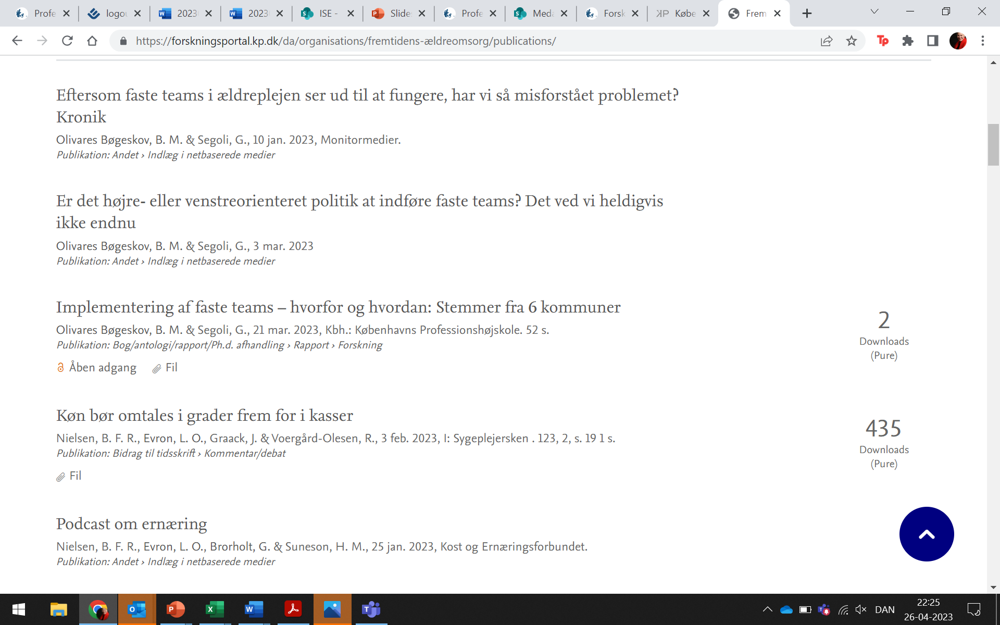 Profe
logou
2023
2023
ISE -
Slide
Profe
Meda
Forsk
KP Købe
Frem
https://forskningsportal.kp.dk/da/organisations/fremtidens-ældreomsorg/publications/
Tp
Eftersom faste teams i ældreplejen ser ud til at fungere, har vi så misforstået problemet?
Kronik
Olivares Bøgeskov, B. M. & Segoli, G., 10 jan. 2023, Monitormedier.
Publikation: Andet › Indlæg i netbaserede medier
Er det højre- eller venstreorienteret politik at indføre faste teams? Det ved vi heldigvis
ikke endnu
Olivares Bøgeskov, B. M. & Segoli, G., 3 mar. 2023
Publikation: Andet › Indlæg i netbaserede medier
Implementering af faste teams – hvorfor og hvordan: Stemmer fra 6 kommuner
Olivares Bøgeskov, B. M. & Segoli, G., 21 mar. 2023, Kbh.: Københavns Professionshøjskole. 52 s.
Publikation: Bog/antologi/rapport/Ph.d. afhandling › Rapport › Forskning
Åben adgang Fil
2
Downloads
(Pure)
Køn bør omtales i grader frem for i kasser
Nielsen, B. F. R., Evron, L. O., Graack, J. & Voergård-Olesen, R., 3 feb. 2023, I: Sygeplejersken . 123, 2, s. 19 1 s.
Publikation: Bidrag til tidsskrift › Kommentar/debat
Fil
435
Downloads
(Pure)
Podcast om ernæring
Nielsen, B. F. R., Evron, L. O., Brorholt, G. & Suneson, H. M., 25 jan. 2023, Kost og Ernæringsforbundet.
Publikation: Andet › Indlæg i netbaserede medier
DAN
22:25
26-04-2023